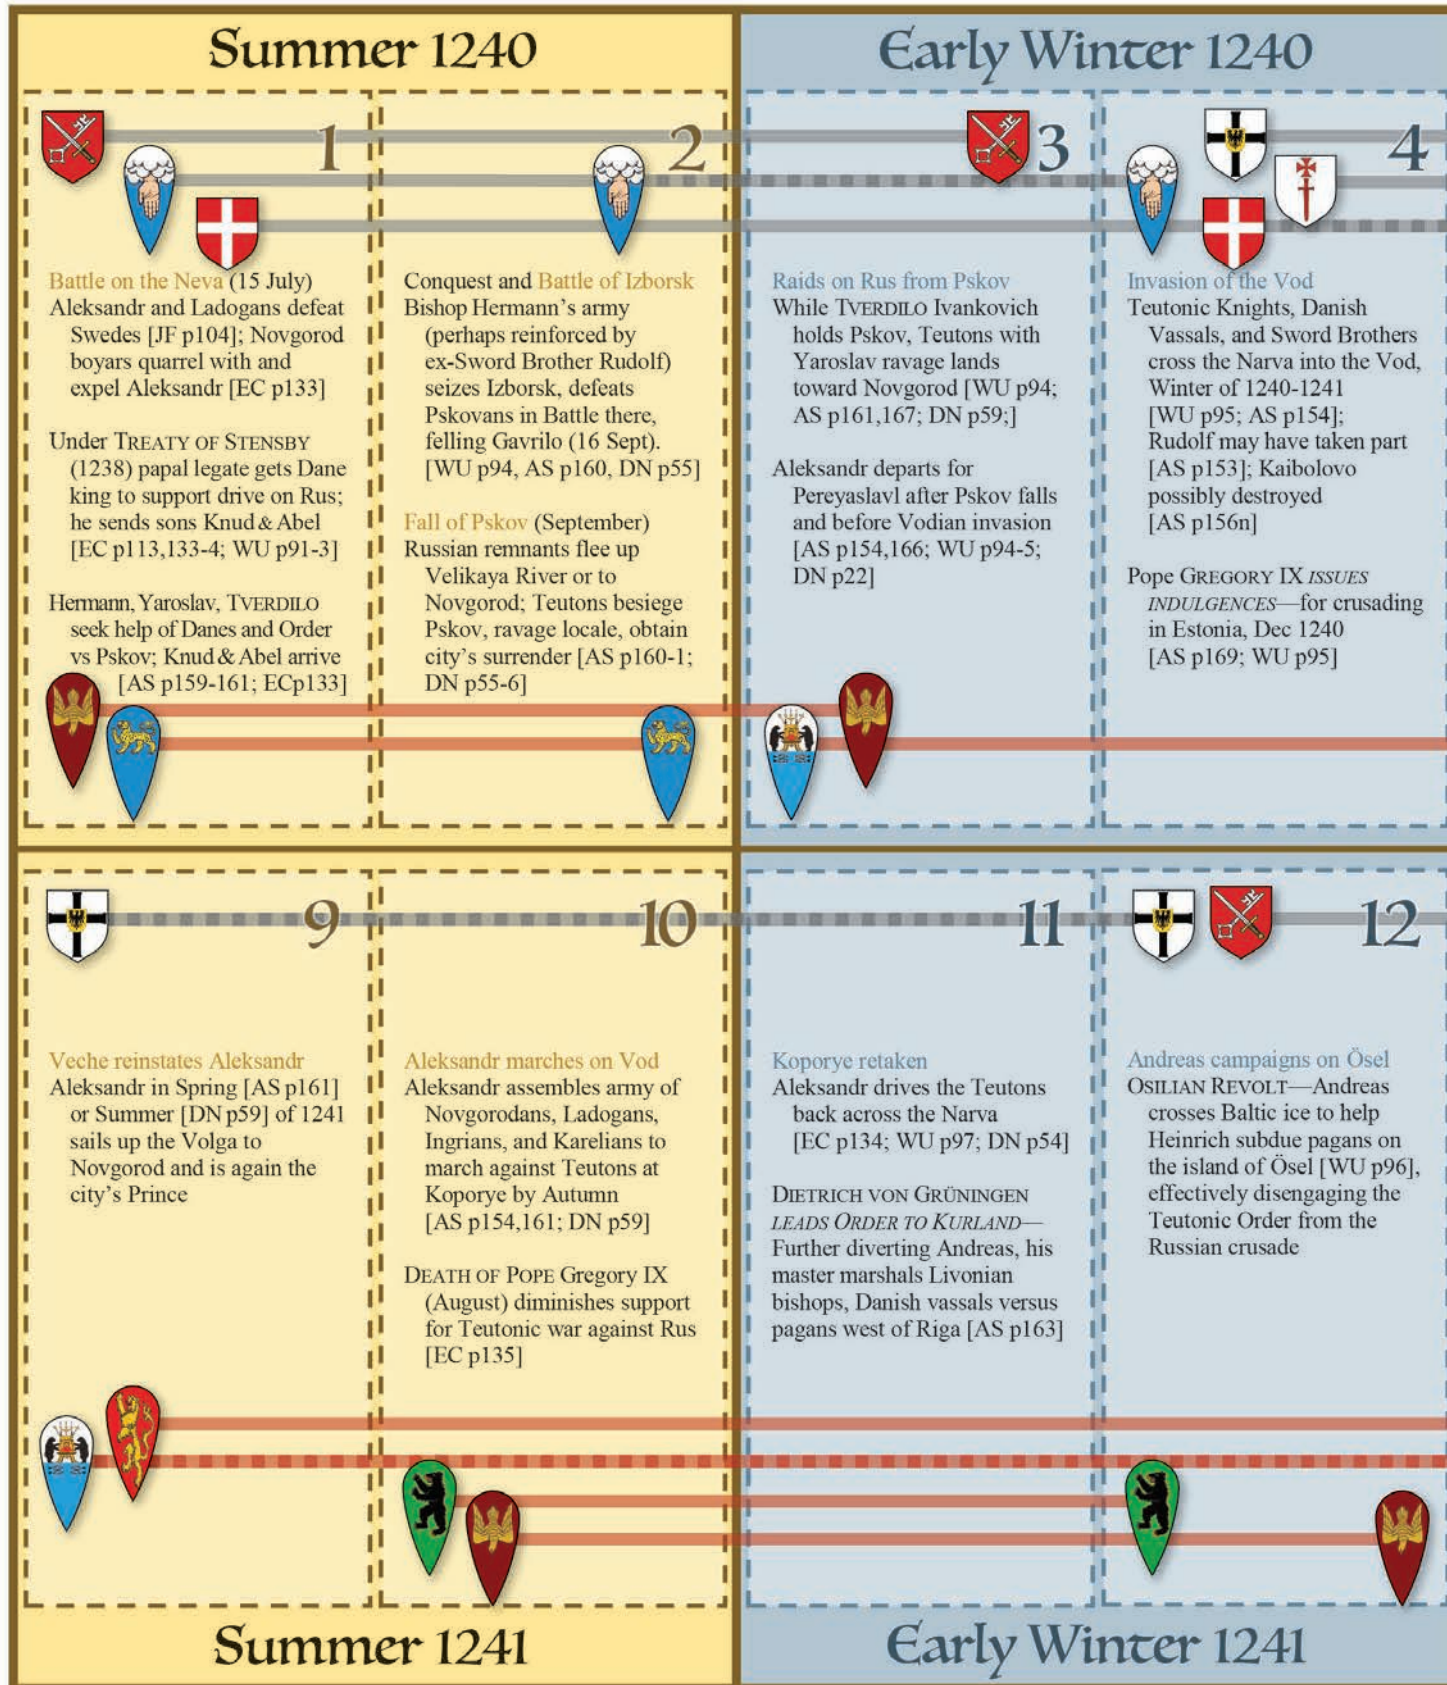 Summer 1240
Early Winter 1240
1
Battle on the Neva (15 July)
Aleksandr and Ladogans defeat
Swedes [JF p104]; Novgorod
boyars quarrel with and
expel Aleksandr [EC p133]
Under TREATY OF STENSBY
(1238) papal legate gets Dane
king to support drive on Rus;
he sends sons Knud & Abel
[EC p113,133-4; WU p91-3]
Hermann, Yaroslav, TVERDILO
seek help of Danes and Order
vs Pskov; Knud & Abel arrive
[AS p159-161; ECp133]
2
Conquest and Battle of Izborsk
Bishop Hermann’s army
(perhaps reinforced by
ex-Sword Brother Rudolf)
seizes Izborsk, defeats
Pskovans in Battle there,
felling Gavrilo (16 Sept).
[WU p94, AS p160, DN p55]
Fall of Pskov (September)
Russian remnants flee up
Velikaya River or to
Novgorod; Teutons besiege
Pskov, ravage locale, obtain
city’s surrender [AS p160-1;
DN p55-6]
3
Raids on Rus from Pskov
While TVERDILO Ivankovich
holds Pskov, Teutons with
Yaroslav ravage lands
toward Novgorod [WU p94;
AS p161,167; DN p59;]
Aleksandr departs for
Pereyaslavl after Pskov falls
and before Vodian invasion
[AS p154,166; WU p94-5;
DN p22]
4
Invasion of the Vod
Teutonic Knights, Danish
Vassals, and Sword Brothers
cross the Narva into the Vod,
Winter of 1240-1241
[WU p95; AS p154];
Rudolf may have taken part
[AS p153]; Kaibolovo
possibly destroyed
[AS p156n]
Pope GREGORY IX ISSUES
INDULGENCES—for crusading
in Estonia, Dec 1240
[AS p169; WU p95]
9
Veche reinstates Aleksandr
Aleksandr in Spring [AS p161]
or Summer [DN p59] of 1241
sails up the Volga to
Novgorod and is again the
city’s Prince
10
Aleksandr marches on Vod
Aleksandr assembles army of
Novgorodans, Ladogans,
Ingrians, and Karelians to
march against Teutons at
Koporye by Autumn
[AS p154,161; DN p59]
DEATH OF POPE Gregory IX
(August) diminishes support
for Teutonic war against Rus
[EC p135]
11
Koporye retaken
Aleksandr drives the Teutons
back across the Narva
[EC p134; WU p97; DN p54]
DIETRICH VON GRÜNINGEN
LEADS ORDER TO KURLAND—
Further diverting Andreas, his
master marshals Livonian
bishops, Danish vassals versus
pagans west of Riga [AS p163]
12
Andreas campaigns on Ösel
OSILIAN REVOLT—Andreas
crosses Baltic ice to help
Heinrich subdue pagans on
the island of Ösel [WU p96],
effectively disengaging the
Teutonic Order from the
Russian crusade
Summer 1241
Early Winter 1241